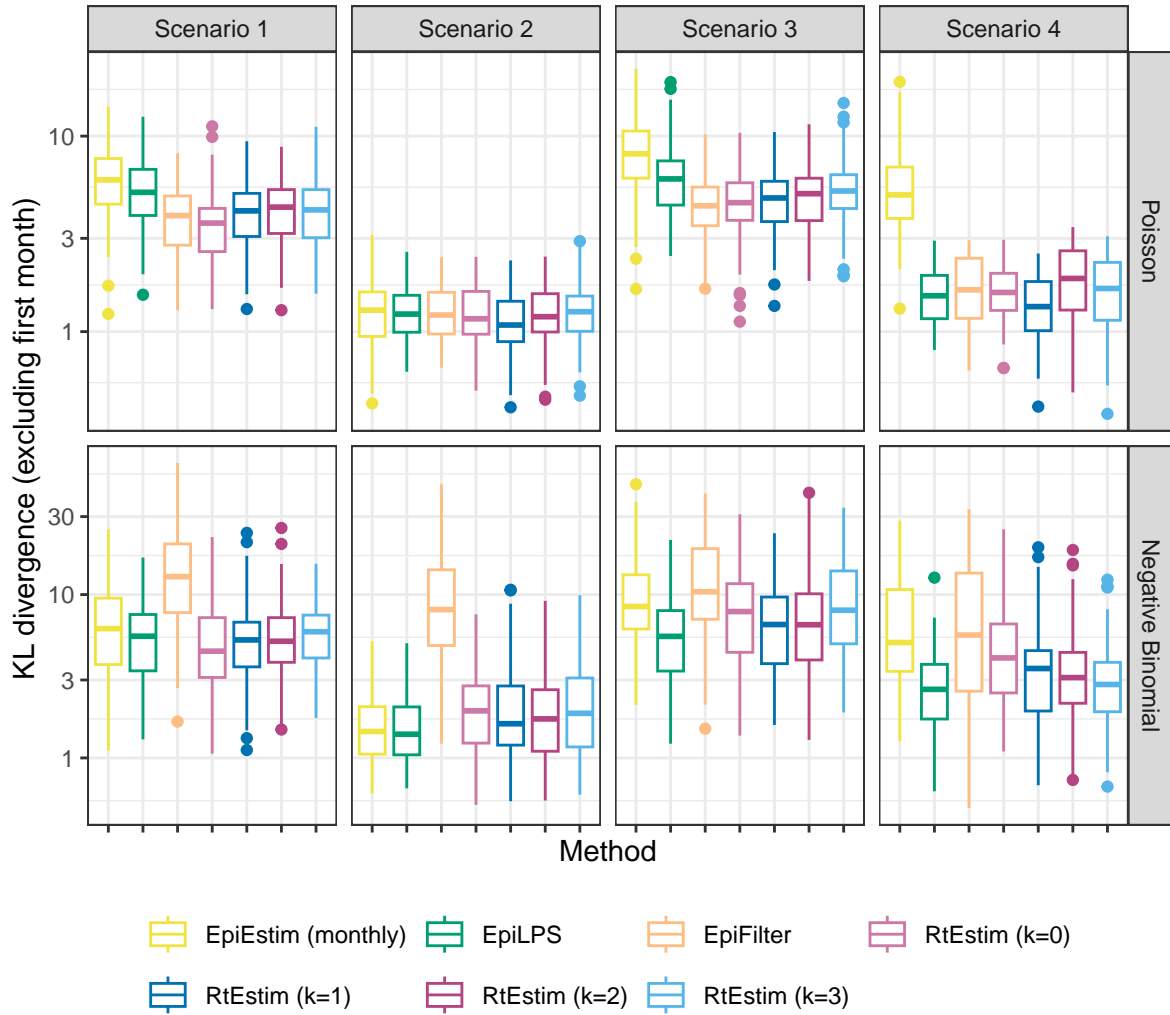 Scenario 1 Scenario 2 Scenario 3 Scenario 4
KL divergence (excluding first month)
10
3
1
Poisson
30
10
3
1
Negative Binomial
Method
EpiEstim (monthly) EpiLPS EpiFilter RtEstim (k=0)
RtEstim (k=1) RtEstim (k=2) RtEstim (k=3)